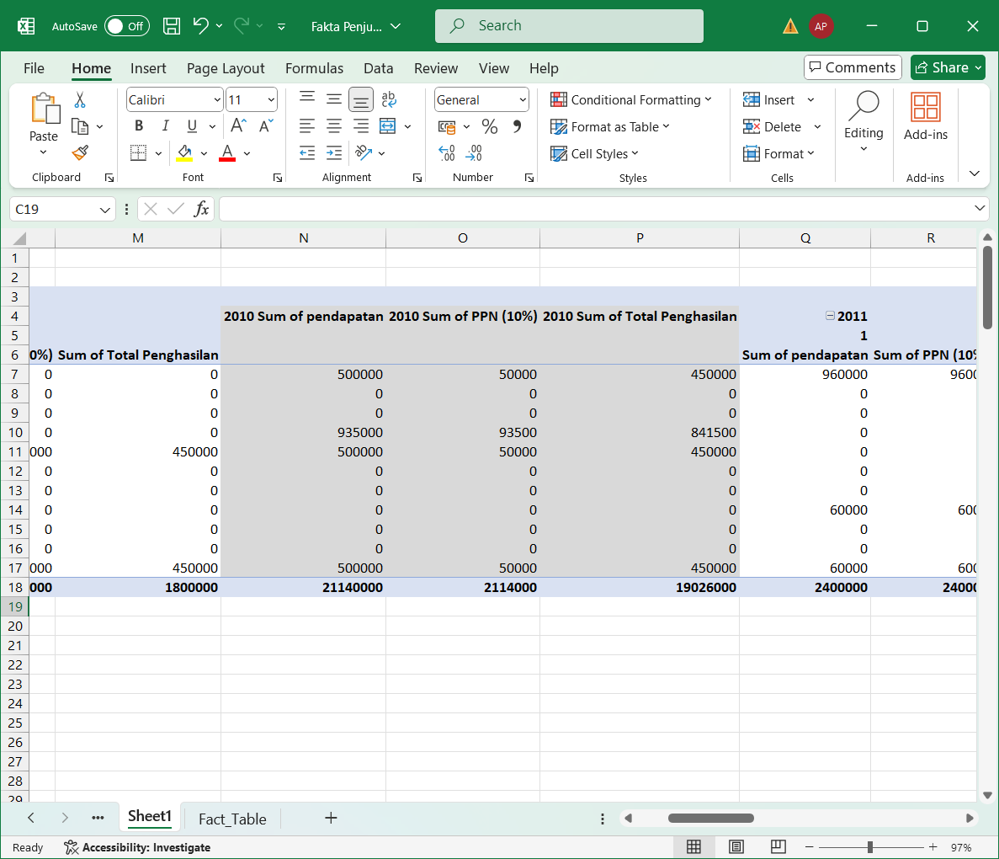 AutoSave Off Fakta Penju... Search AP
File Home Insert Page Layout Formulas Data Review View Help Comments Share
Paste Calibri 11 General Conditional Formatting Insert Editing Add-ins
B I U A A % Format as Table Delete
A Cell Styles Format
Clipboard Font Alignment Number Styles Cells Add-ins
C19 fx
M N O P Q R
1
2
3
4 2010 Sum of pendapatan 2010 Sum of PPN (10%) 2010 Sum of Total Penghasilan 2011
5 1
6 0%) Sum of Total Penghasilan Sum of pendapatan Sum of PPN (10%
7 0 0 500000 50000 450000 960000 9600
8 0 0 0 0 0 0
9 0 0 0 0 0 0
10 0 0 935000 93500 841500 0
11 000 450000 500000 50000 450000 0
12 0 0 0 0 0 0
13 0 0 0 0 0 0
14 0 0 0 0 0 60000 600
15 0 0 0 0 0 0
16 0 0 0 0 0 0
17 000 450000 500000 50000 450000 60000 600
18 000 1800000 21140000 2114000 19026000 2400000 24000
19
20
21
22
23
24
25
26
27
28
29
Sheet1 Fact_Table
Ready Accessibility: Investigate 97%